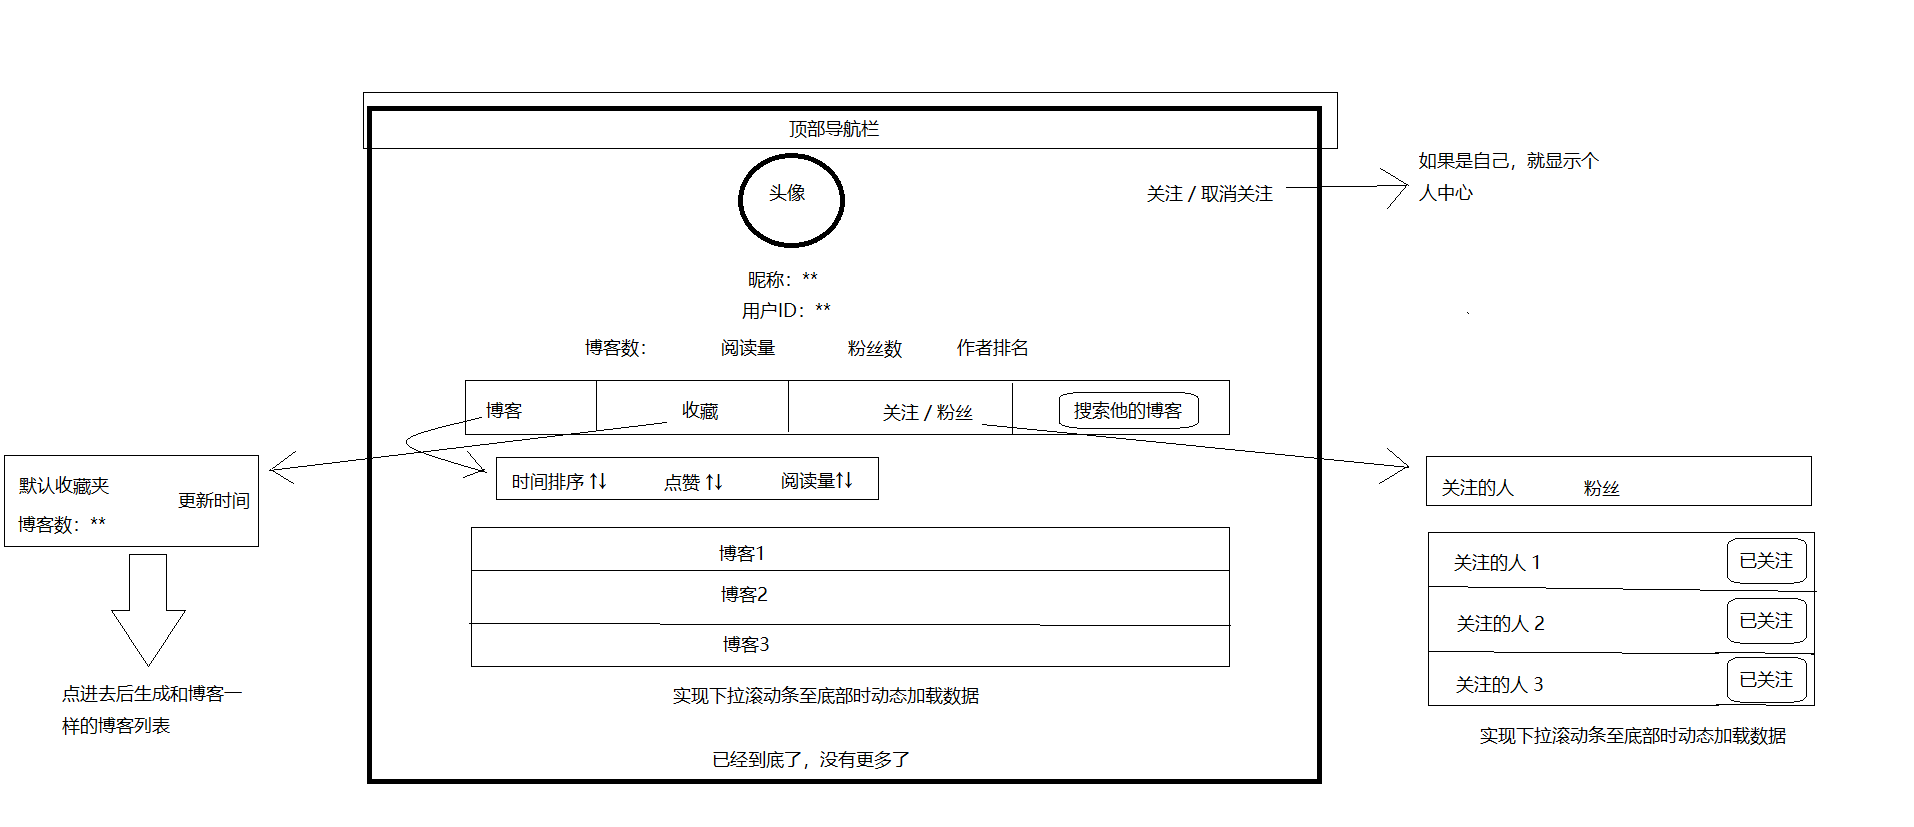 顶部导航栏
头像
关注 / 取消关注
如果是自己，就显示个
人中心
昵称：**
用户ID：**
博客数：
阅读量
粉丝数
作者排名
博客
收藏
关注 / 粉丝
搜索他的博客
时间排序 ↑↓
点赞 ↑↓
阅读量↑↓
默认收藏夹
更新时间
博客数：**
点进去后生成和博客一
样的博客列表
博客1
博客2
博客3
实现下拉滚动条至底部时动态加载数据
已经到底了，没有更多了
关注的人
粉丝
关注的人 1
已关注
关注的人 2
已关注
关注的人 3
已关注
实现下拉滚动条至底部时动态加载数据